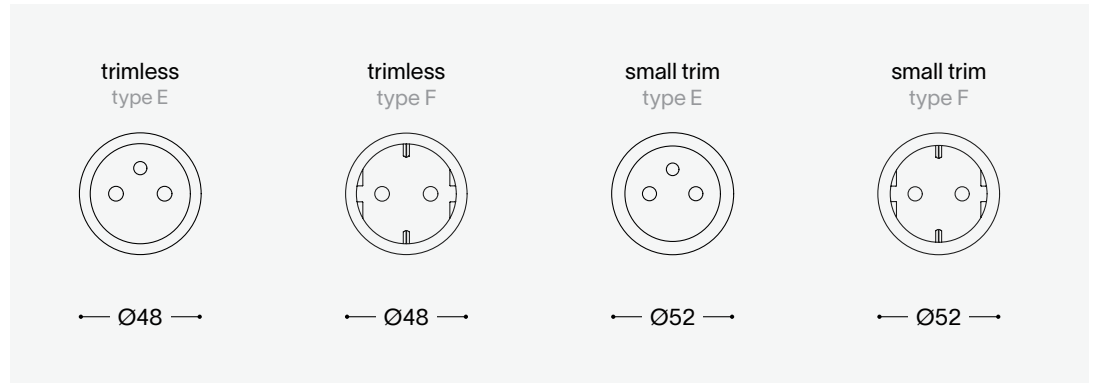 trimless
type E
trimless
type F
small trim
type E
small trim
type F
Ø48
Ø48
Ø52
Ø52